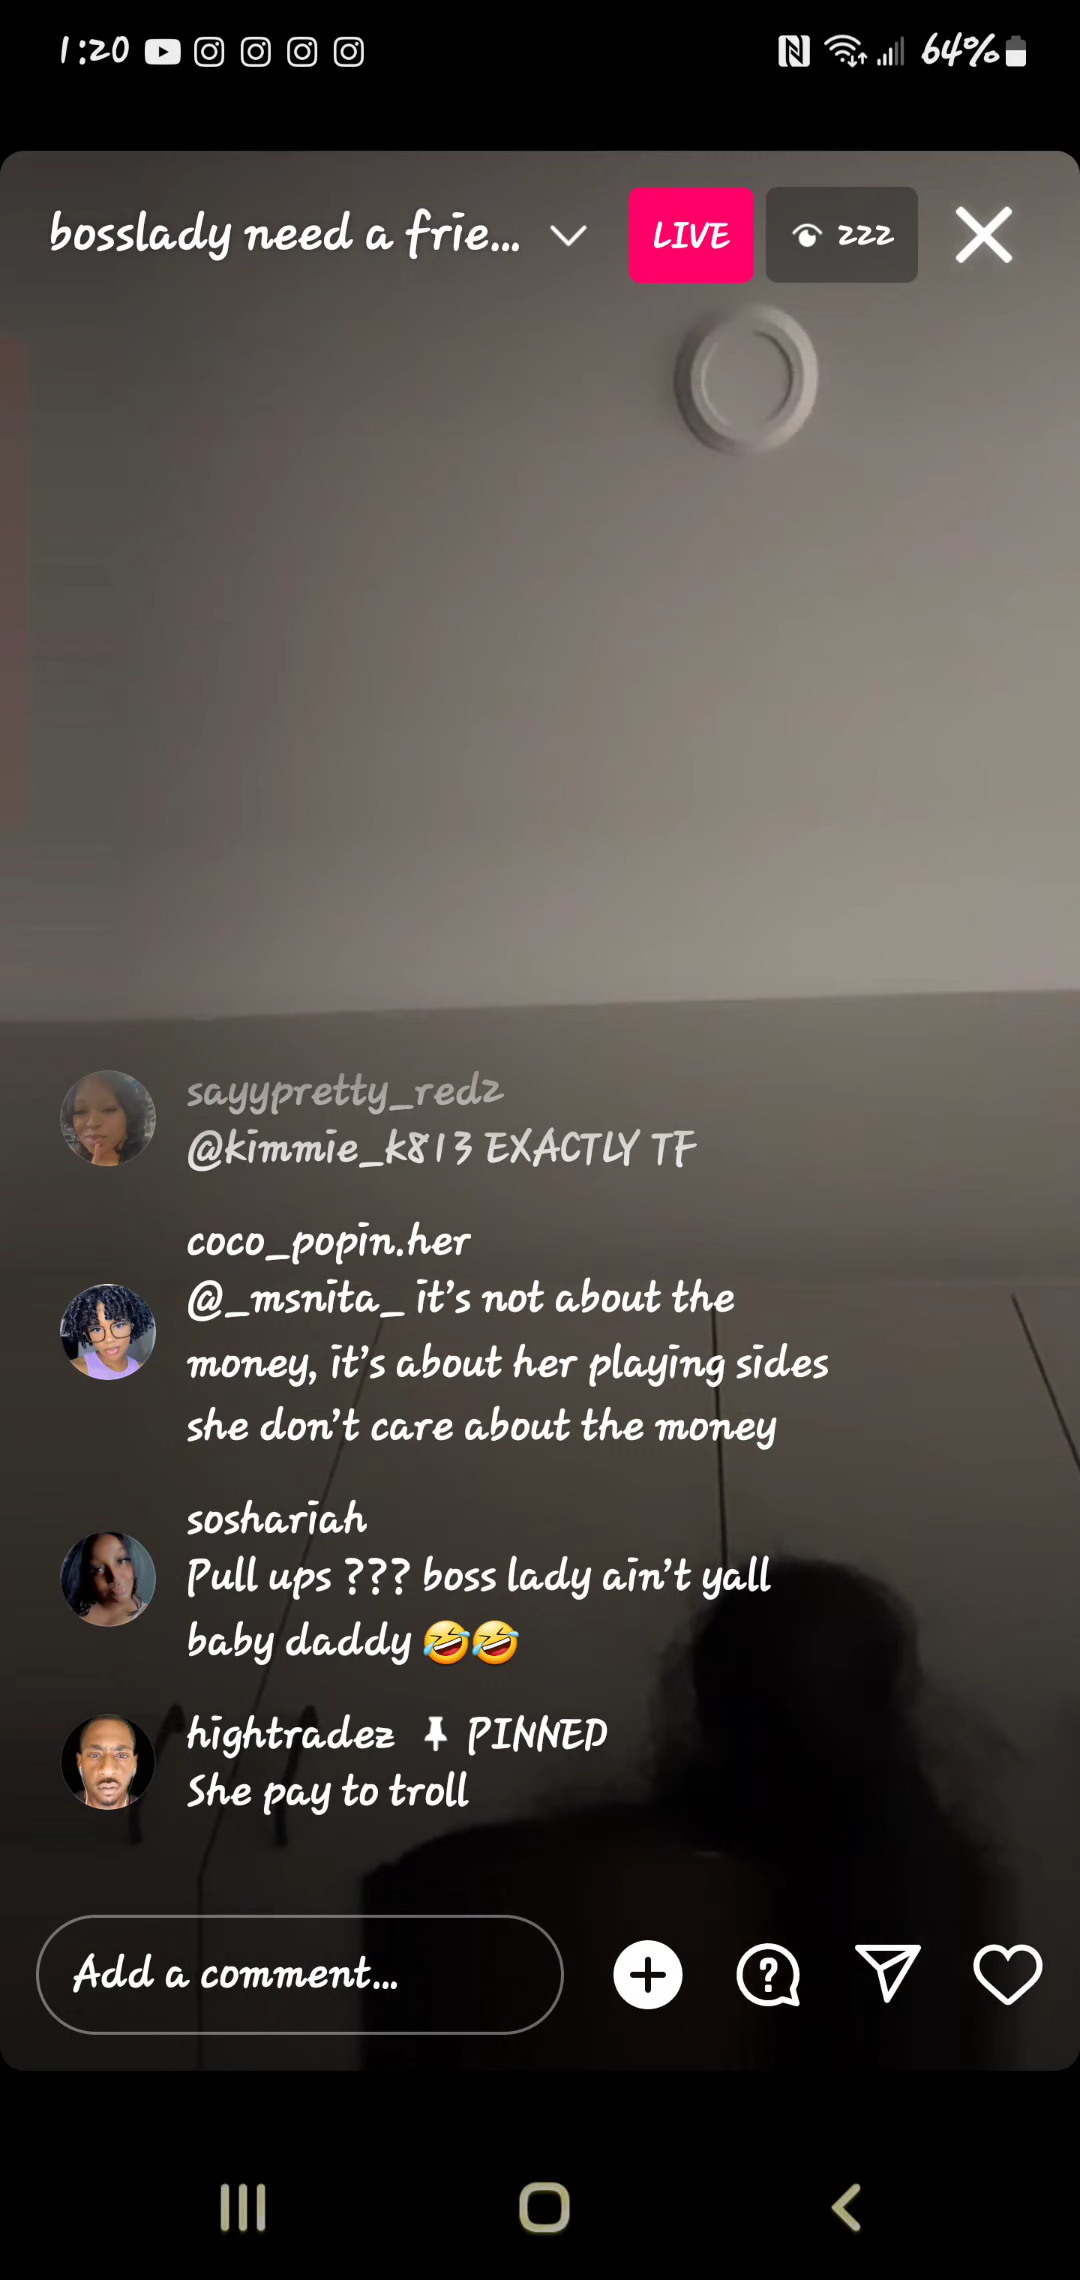 1:20
64%
bosslady need a frie...
LIVE
222
sayypretty_red2
@kimmie_k813 EXACTLY TF
coco_popin.her
@_msnita_ it's not about the
money, it's about her playing sides
she don't care about the money
soshariah
Pull ups ??? boss lady ain't yall
baby daddy 🤣🤣
hightradez PINNED
She pay to troll
Add a comment...